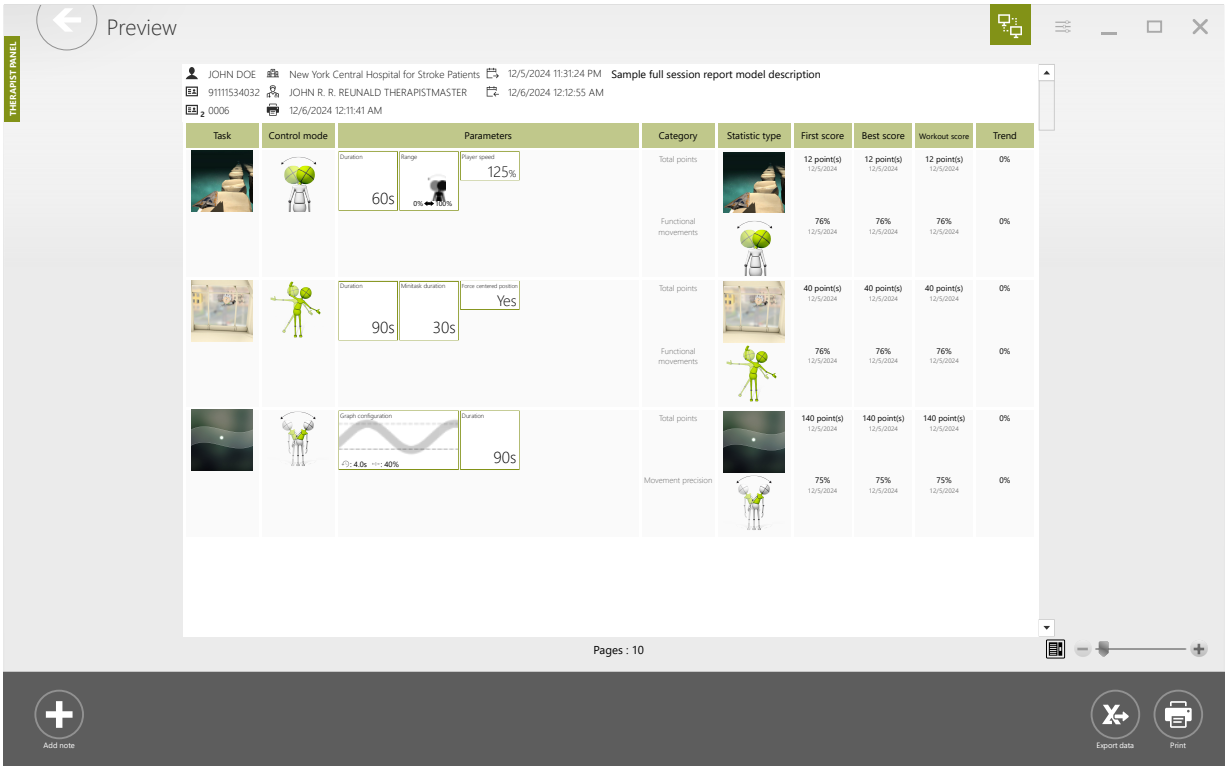 Preview
THERAPIST PANEL
JOHN DOE New York Central Hospital for Stroke Patients 12/5/2024 11:31:24 PM Sample full session report model description
91111534032 JOHN R. R. REUNALD THERAPISTMASTER 12/6/2024 12:12:55 AM
2 0006 12/6/2024 12:11:41 AM
Task Control mode Parameters Category Statistic type First score Best score Workout score Trend
Duration Range Player speed Total points 12 point(s) 12 point(s) 12 point(s) 0%
12/5/2024 12/5/2024 12/5/2024
125%
60s 0% 100%
Functional movements 76% 76% 76% 0%
12/5/2024 12/5/2024 12/5/2024
Duration Minitask duration Force centered position Total points 40 point(s) 40 point(s) 40 point(s) 0%
12/5/2024 12/5/2024 12/5/2024
Yes
90s 30s
Functional movements 76% 76% 76% 0%
12/5/2024 12/5/2024 12/5/2024
Graph configuration Duration Total points 140 point(s) 140 point(s) 140 point(s) 0%
12/5/2024 12/5/2024 12/5/2024
90s
: 4.0s : 40%
Movement precision 75% 75% 75% 0%
12/5/2024 12/5/2024 12/5/2024
Pages : 10
Add note Export data Print